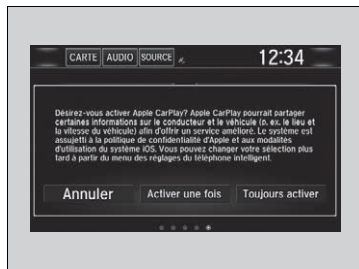 CARTE AUDIO SOURCE 12:34
Désirez-vous activer Apple CarPlay? Apple CarPlay pourrait partager
certaines informations sur le conducteur et le véhicule (p. ex. le lieu et
la vitesse du véhicule) afin d'offrir un service amélioré. Le système est
assujetti à la politique de confidentialité d'Apple et aux modalités
d'utilisation du système iOS. Vous pouvez changer votre sélection plus
tard à partir du menu des réglages du téléphone intelligent.
Annuler Activer une fois Toujours activer